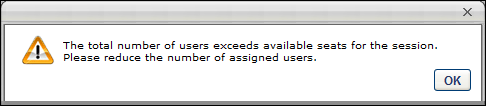 The total number of users exceeds available seats for the session.
Please reduce the number of assigned users.
OK